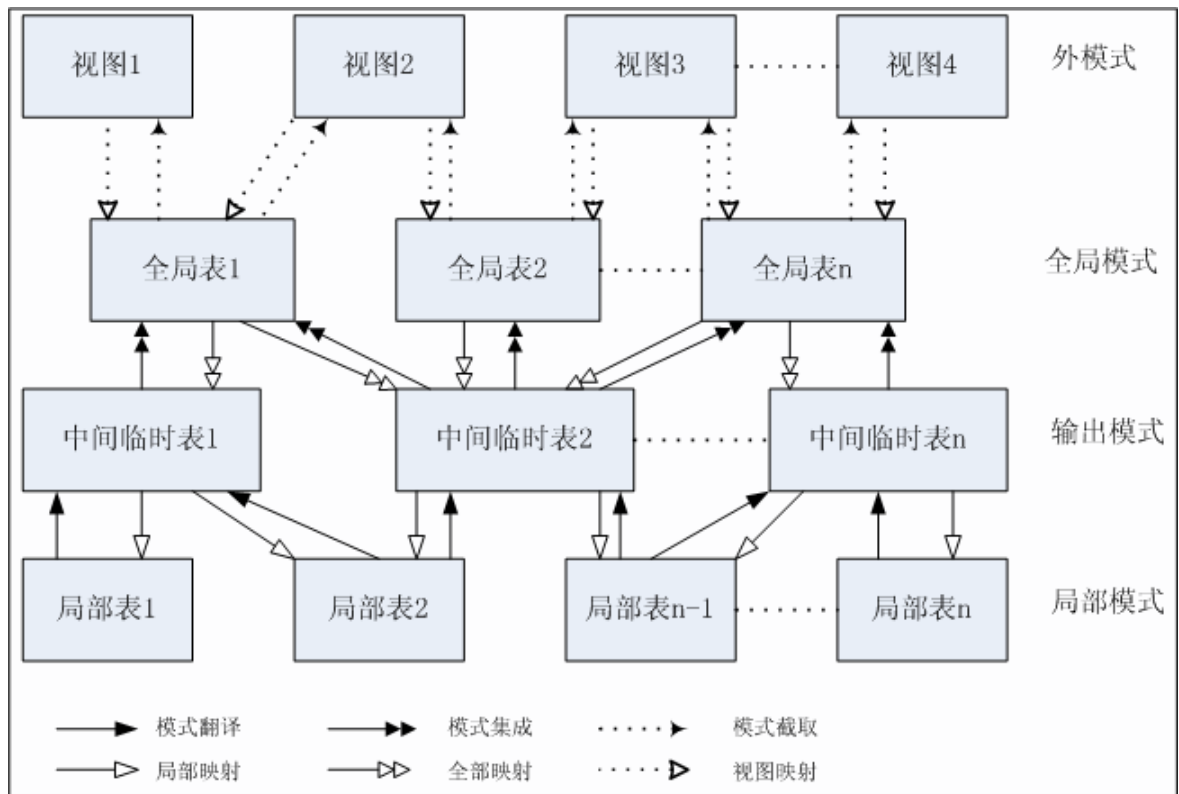 视图1 视图2 视图3 视图4 外模式
全局表1 全局表2 全局表n 全局模式
中间临时表1 中间临时表2 中间临时表n 输出模式
局部表1 局部表2 局部表n-1 局部表n 局部模式
模式翻译 模式集成 模式截取
局部映射 全部映射 视图映射